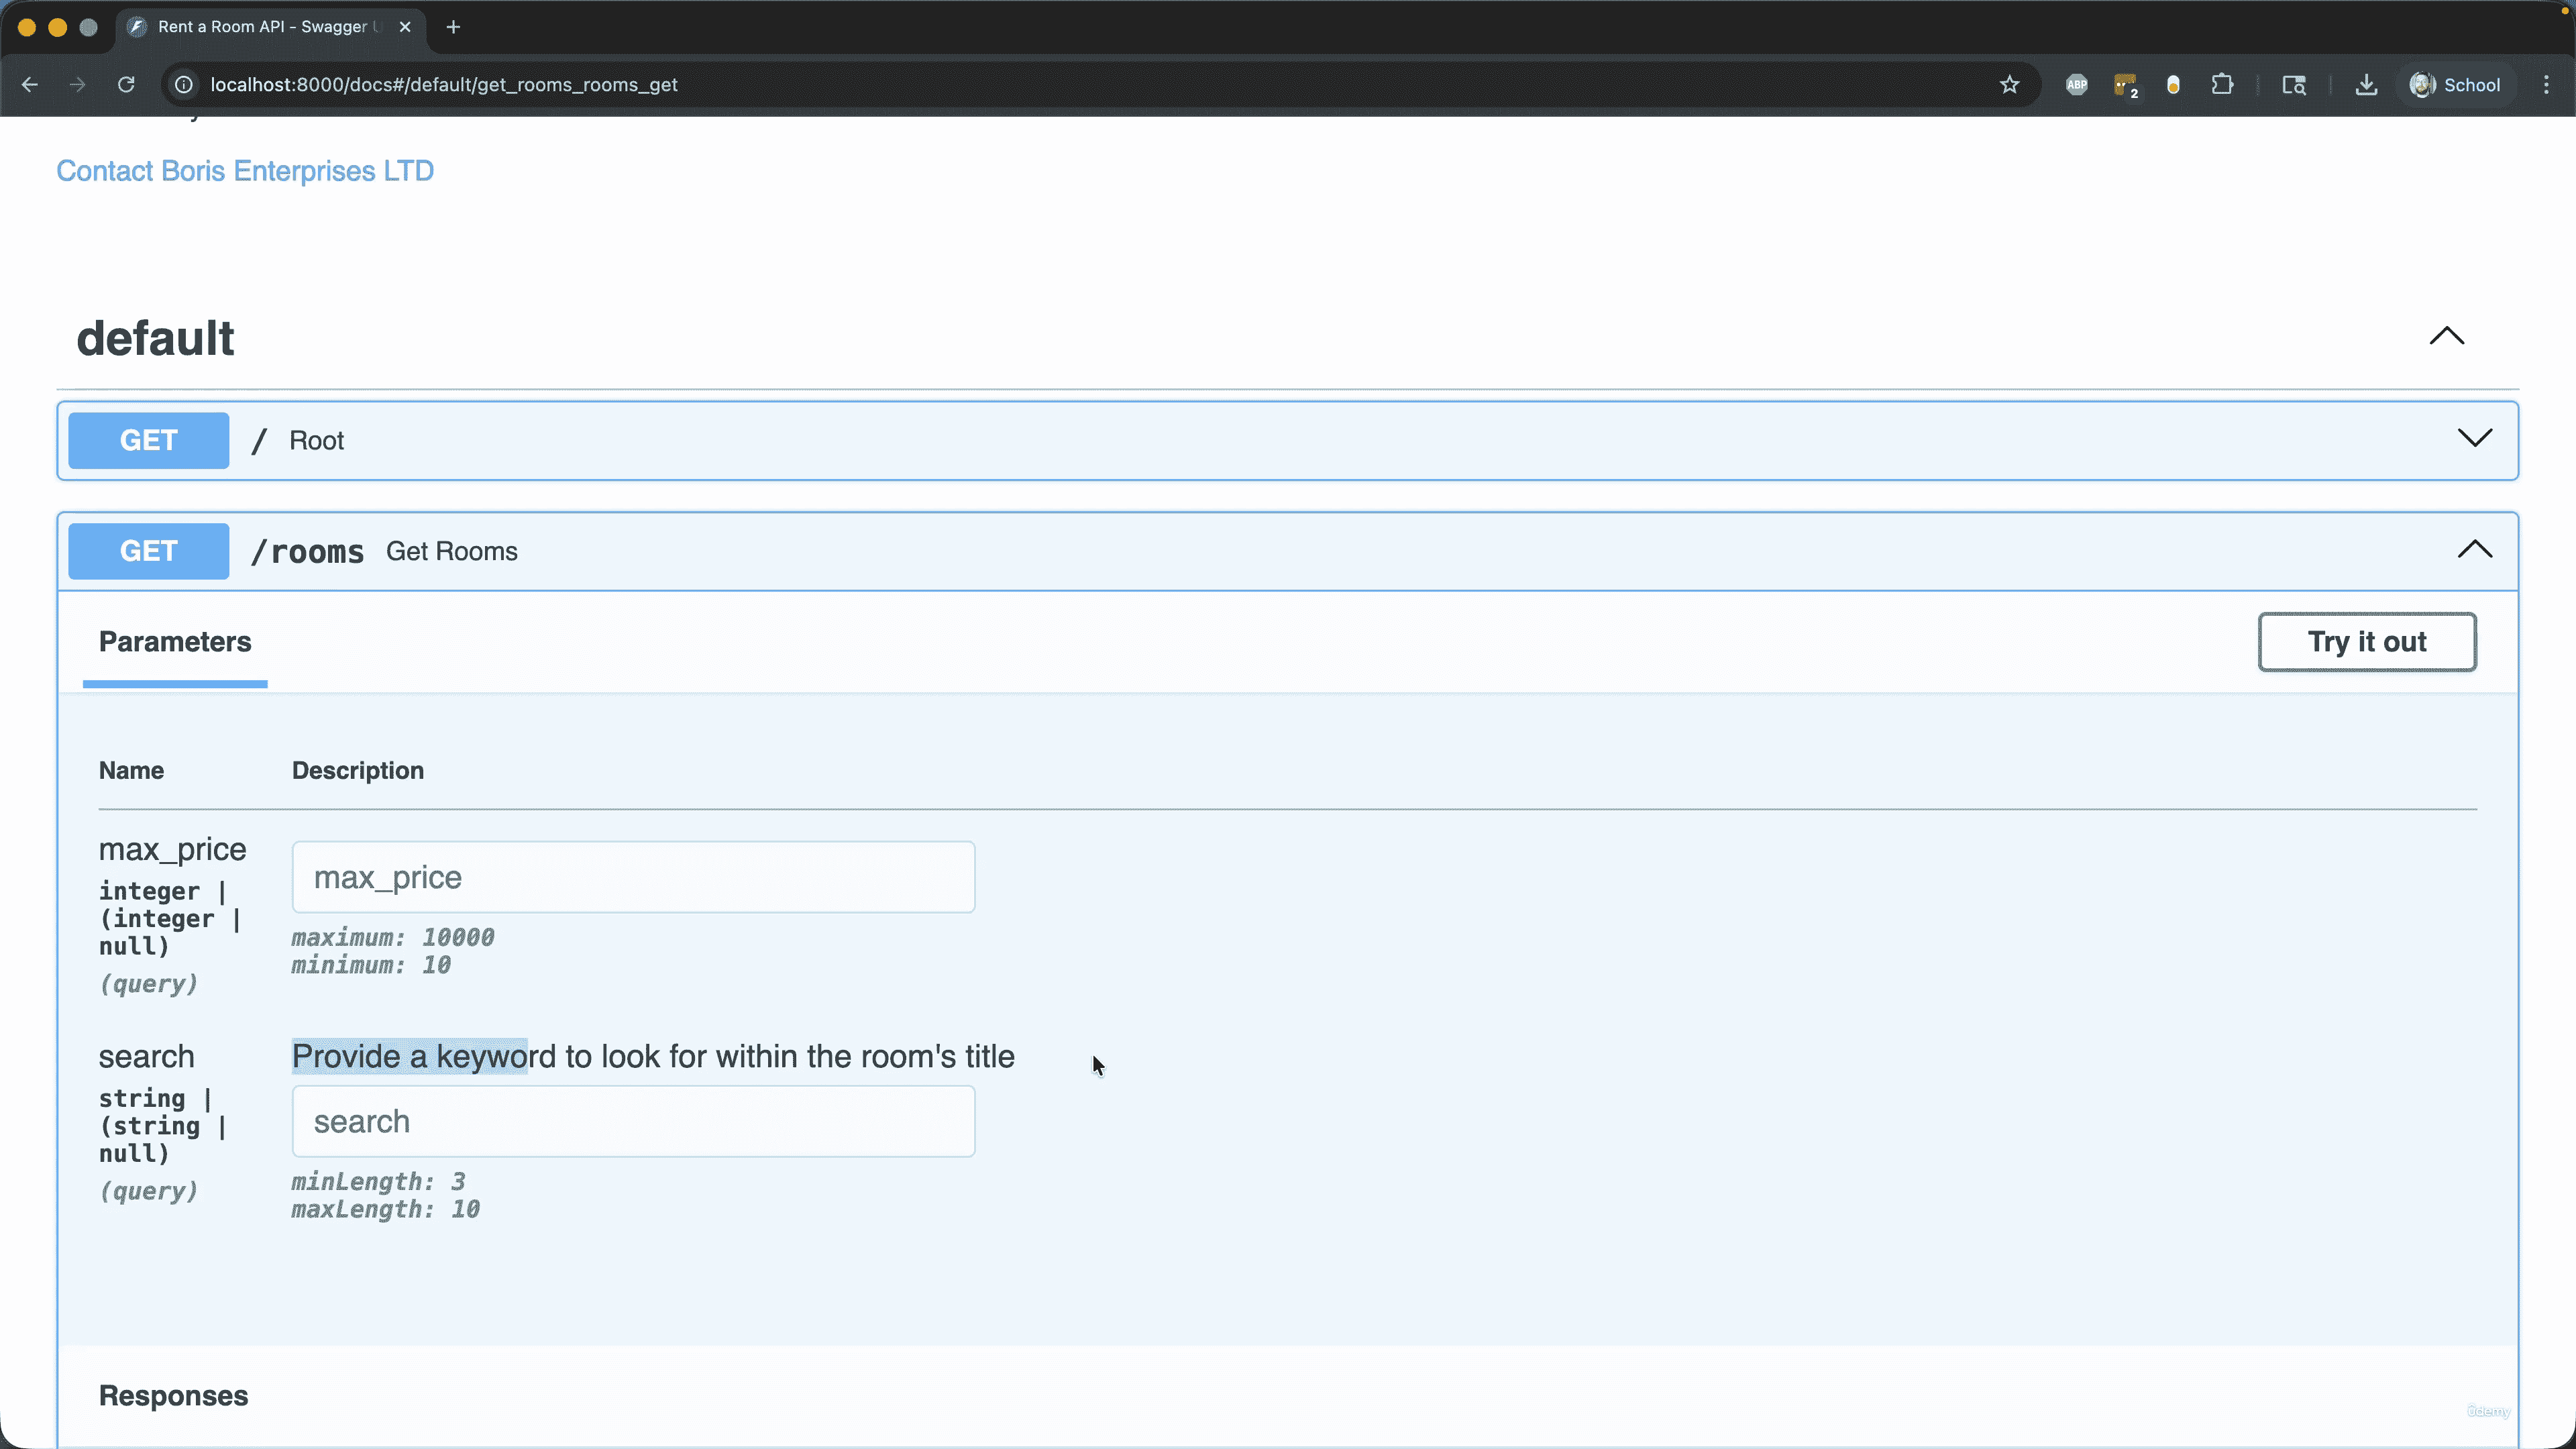 Rent a Room API - Swagger
localhost:8000/docs#/default/get_rooms_rooms_get
ABP
2
School
Contact Boris Enterprises LTD
default
GET / Root
GET /rooms Get Rooms
Parameters
Try it out
Name Description
max_price
integer |
(integer |
null)
(query)
max_price
maximum: 10000
minimum: 10
search
string |
(string |
null)
(query)
Provide a keyword to look for within the room's title
search
minLength: 3
maxLength: 10
Responses
ûdemy